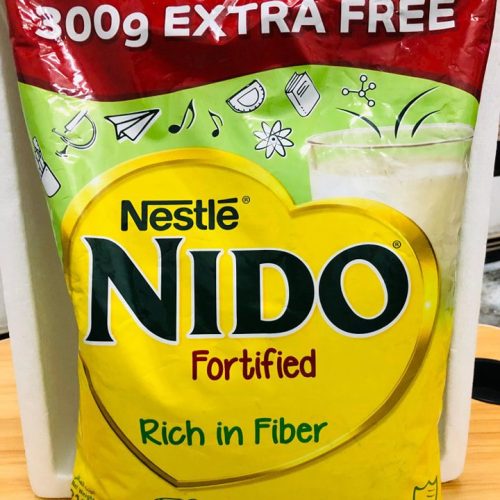 300g EXTRA FREE
Nestlé®
NIDO®
Fortified
Rich in Fiber